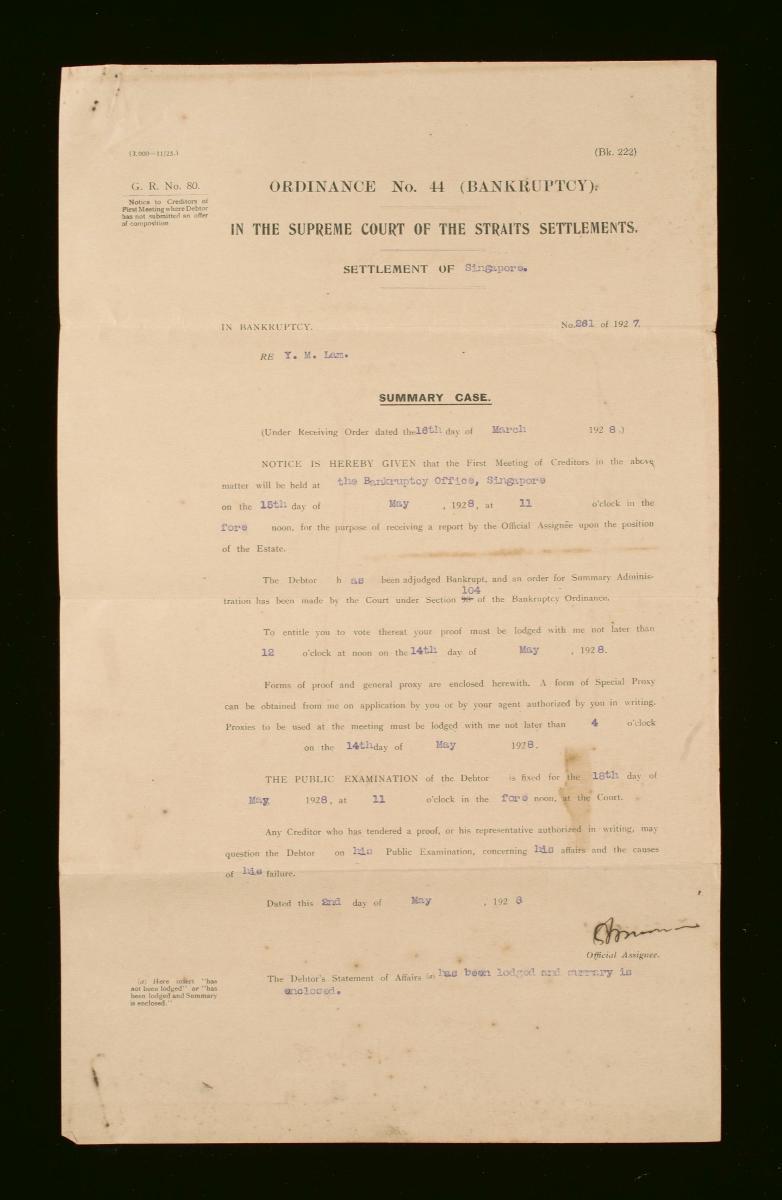 (3,000—11/25.)
(Bk. 222)
G. R. No. 80.
Notice to Creditors of
First Meeting where Debtor
has not submitted an offer
of composition
ORDINANCE No. 44 (BANKRUPTCY).
IN THE SUPREME COURT OF THE STRAITS SETTLEMENTS.
SETTLEMENT OF Singapore.
IN BANKRUPTCY.
No. 261 of 1927.
RE Y. M. Lam.
SUMMARY CASE.
(Under Receiving Order dated the 16th day of March 1928.)
NOTICE IS HEREBY GIVEN that the First Meeting of Creditors in the above
matter will be held at the Bankruptcy Office, Singapore
on the 15th day of May, 1928, at 11 o'clock in the
fore noon, for the purpose of receiving a report by the Official Assignee upon the position
of the Estate.
The Debtor has been adjudged Bankrupt, and an order for Summary Adminis-
tration has been made by the Court under Section 104 of the Bankruptcy Ordinance.
To entitle you to vote thereat your proof must be lodged with me not later than
12 o'clock at noon on the 14th day of May, 1928.
Forms of proof and general proxy are enclosed herewith. A form of Special Proxy
can be obtained from me on application by you or by your agent authorized by you in writing.
Proxies to be used at the meeting must be lodged with me not later than 4 o'clock
on the 14th day of May 1928.
THE PUBLIC EXAMINATION of the Debtor is fixed for the 18th day of
May 1928, at 11 o'clock in the fore noon, at the Court.
Any Creditor who has tendered a proof, or his representative authorized in writing, may
question the Debtor on his Public Examination, concerning his affairs and the causes
of his failure.
Dated this 2nd day of May, 1928
Official Assignee.
(a) Here insert "has
not been lodged" or "has
been lodged and Summary
is enclosed."
The Debtor's Statement of Affairs (a) has been lodged and summary is
enclosed.